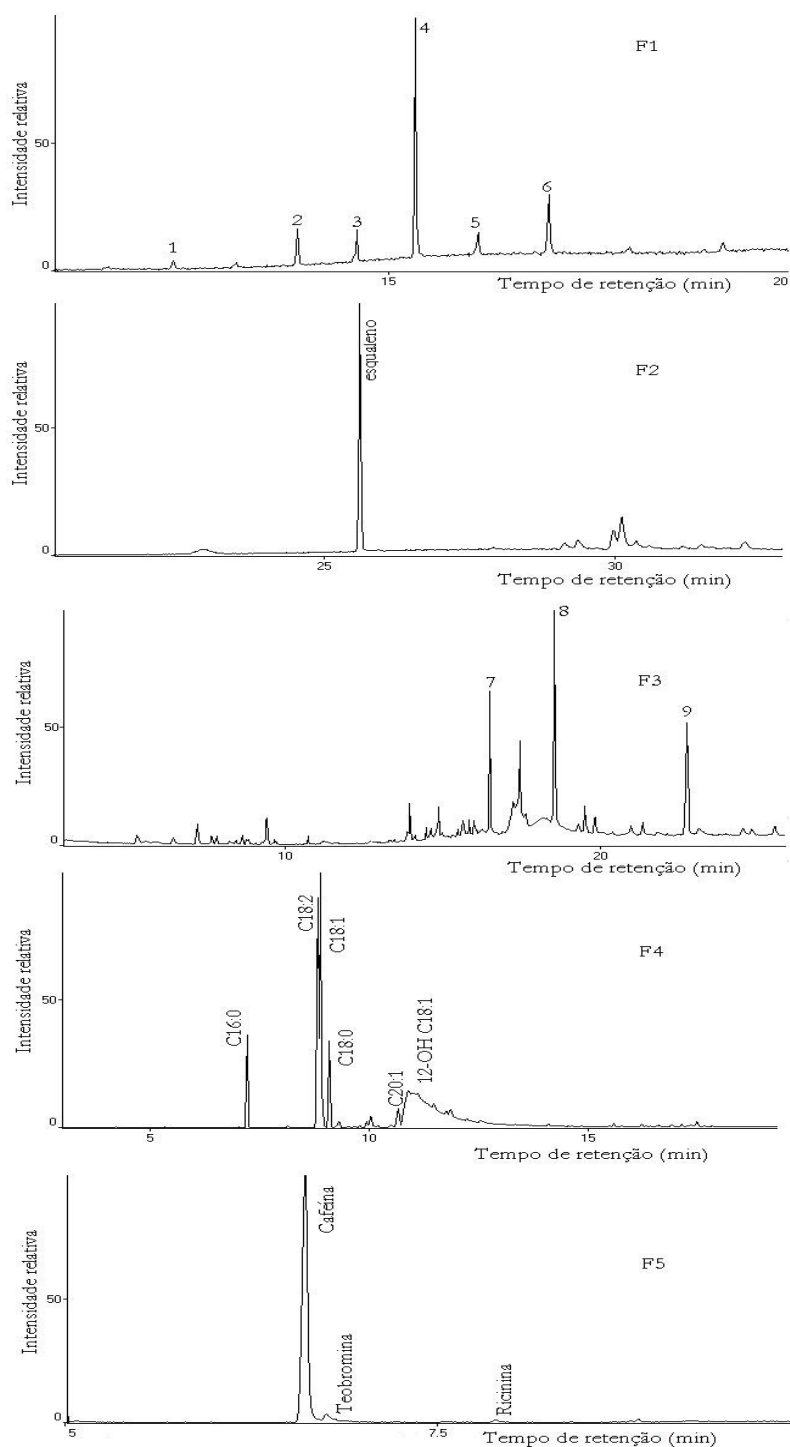 Intensidade relativa
F1
50
0
1
2
3
4
5
6
15
20
Tempo de retenção (min)
Intensidade relativa
F2
50
0
esqualeno
25
30
Tempo de retenção (min)
Intensidade relativa
F3
50
0
7
8
9
10
20
Tempo de retenção (min)
Intensidade relativa
F4
50
0
C16:0
C18:2
C18:1
C18:0
C20:1
12-OH C18:1
5
10
15
Tempo de retenção (min)
Intensidade relativa
F5
50
0
Cafeína
Teobromina
Ricinina
5
7.5
Tempo de retenção (min)